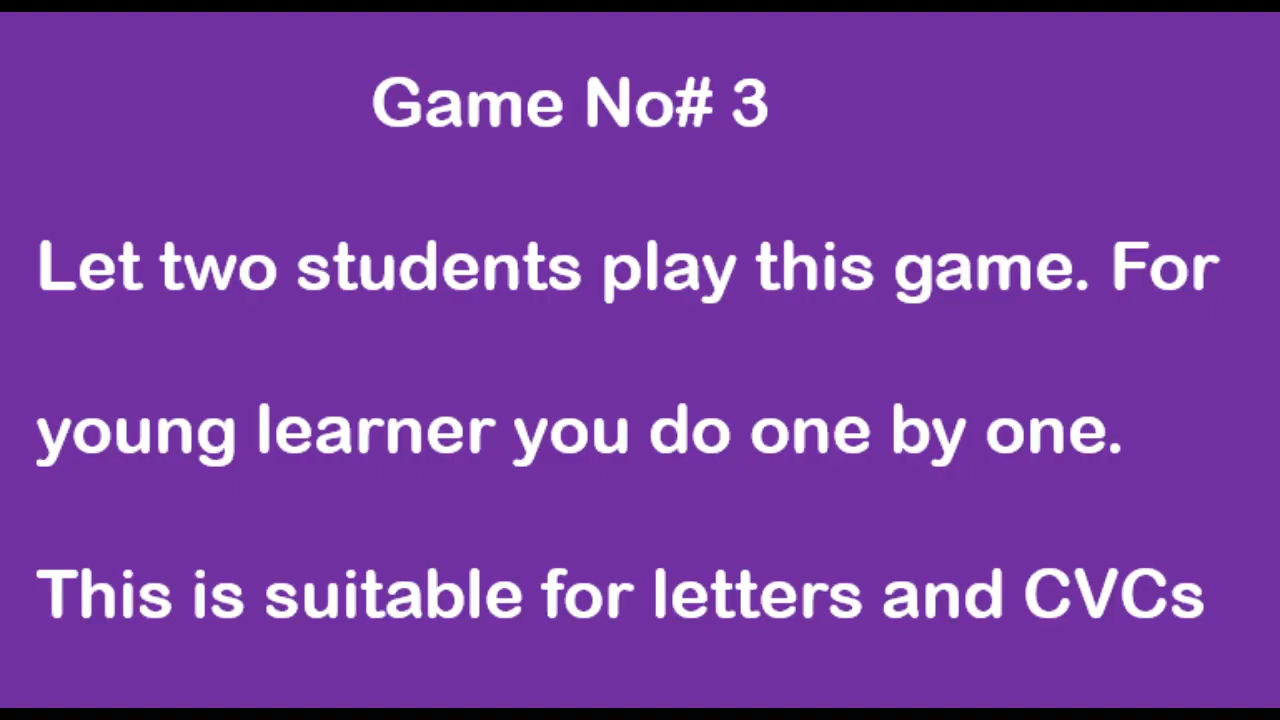 Game No# 3
Let two students play this game. For
young learner you do one by one.
This is suitable for letters and CVCs